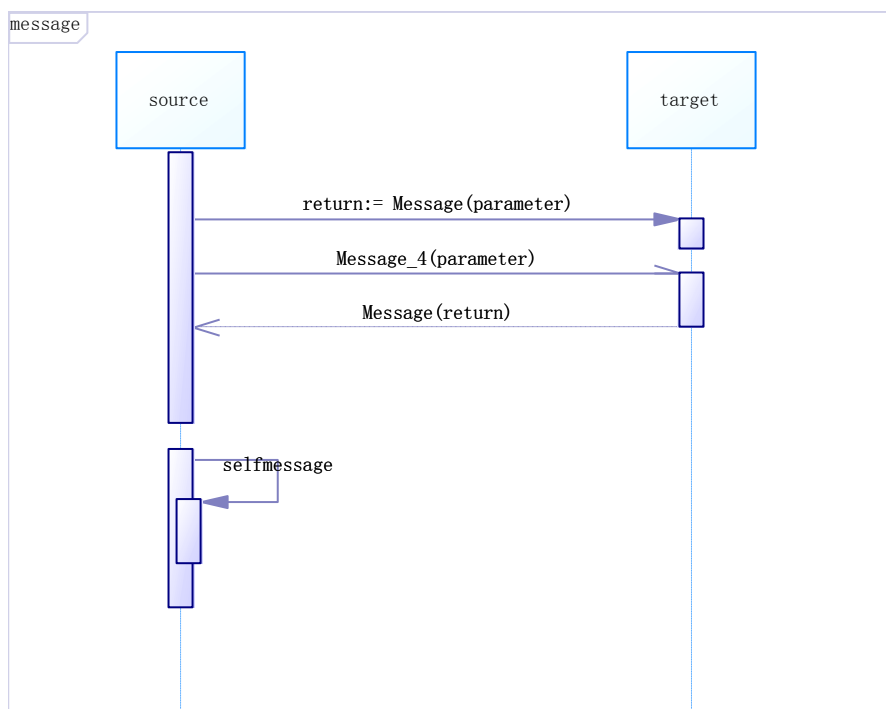 message
source
target
return:= Message(parameter)
Message_4(parameter)
Message(return)
selfmessage